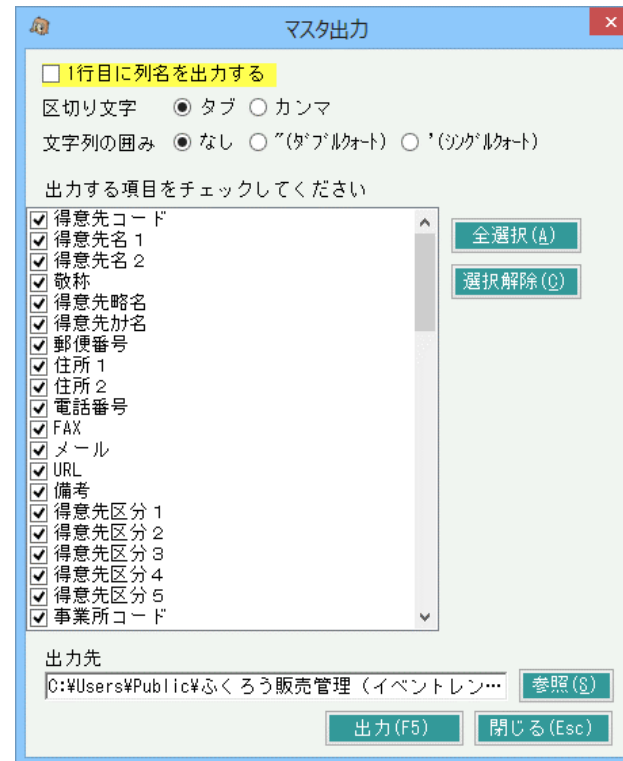 マスタ出力
1行目に列名を出力する
区切り文字 タブ カンマ
文字列の囲み なし "(ﾀﾞﾌﾞﾙｸｫｰﾄ) '(ｼﾝｸﾞﾙｸｫｰﾄ)
出力する項目をチェックしてください
得意先コード
得意先名1
得意先名2
敬称
得意先略名
得意先ｶﾅ名
郵便番号
住所1
住所2
電話番号
FAX
メール
URL
備考
得意先区分1
得意先区分2
得意先区分3
得意先区分4
得意先区分5
事業所コード
全選択(A)
選択解除(C)
出力先
C:¥Users¥Public¥ふくろう販売管理(イベントレン…
参照(S)
出力(F5) 閉じる(Esc)